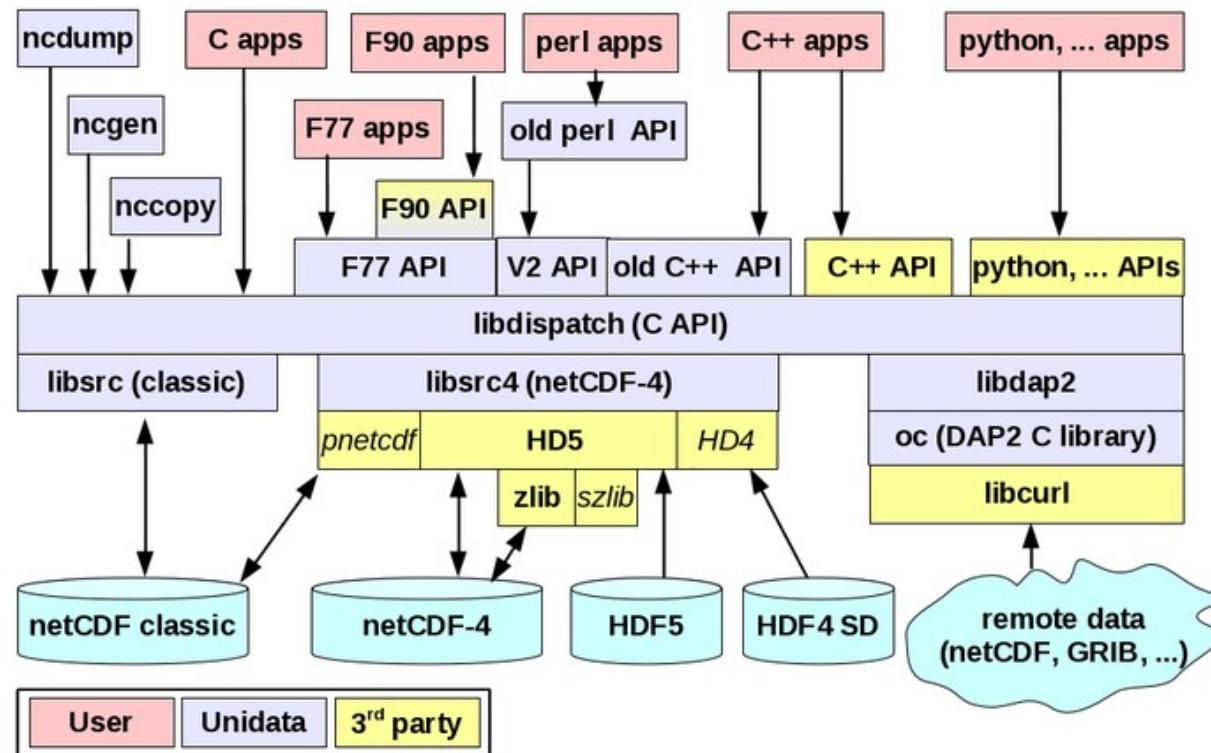 ncdump
C apps
F90 apps
perl apps
C++ apps
python, ... apps
ncgen
F77 apps
old perl API
nccopy
F90 API
F77 API
V2 API
old C++ API
C++ API
python, ... APIs
libdispatch (C API)
libsrc (classic)
libsrc4 (netCDF-4)
libdap2
pnetcdf
HD5
HD4
oc (DAP2 C library)
zlib
szlib
libcurl
netCDF classic
netCDF-4
HDF5
HDF4 SD
remote data
(netCDF, GRIB, ...)
User
Unidata
3rd party